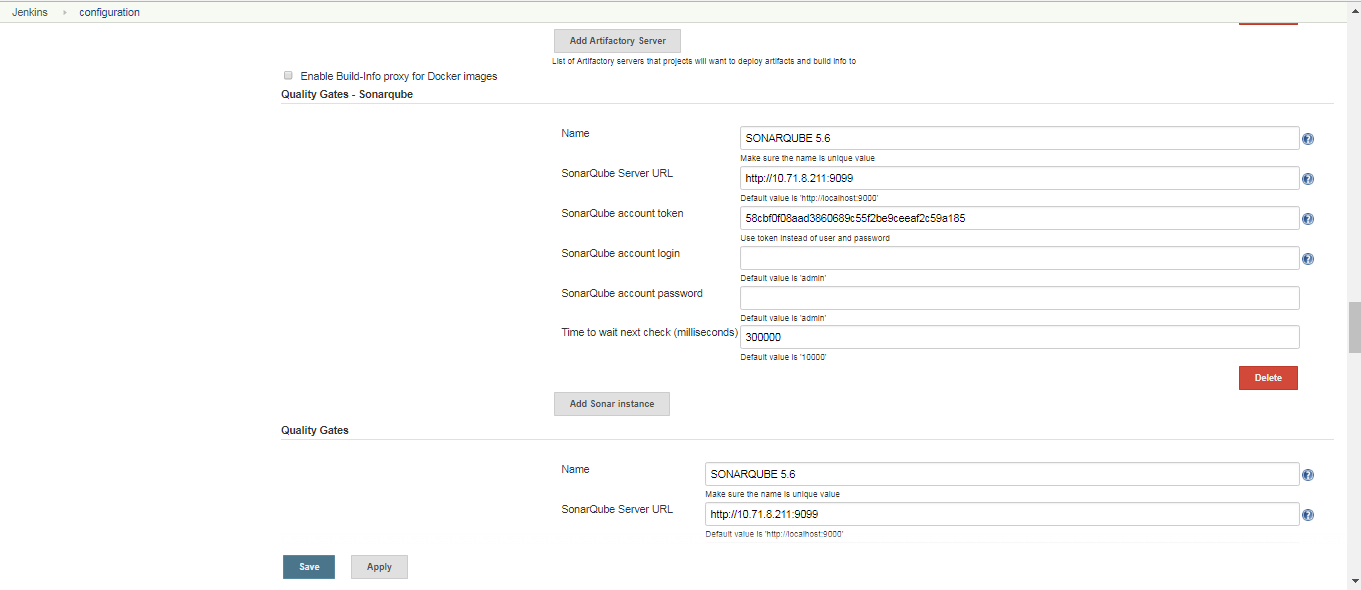 Jenkins
configuration
Add Artifactory Server
List of Artifactory servers that projects will want to deploy artifacts and build info to
Enable Build-Info proxy for Docker images
Quality Gates - Sonarqube
Name
SONARQUBE 5.6
Make sure the name is unique value
SonarQube Server URL
http://10.71.8.211:9099
Default value is 'http://localhost:9000'
SonarQube account token
58cbf0f08aad3860689c55f2be9ceeaf2c59a185
Use token instead of user and password
SonarQube account login
Default value is 'admin'
SonarQube account password
Default value is 'admin'
Time to wait next check (milliseconds)
300000
Default value is '10000'
Delete
Add Sonar instance
Quality Gates
Name
SONARQUBE 5.6
Make sure the name is unique value
SonarQube Server URL
http://10.71.8.211:9099
Default value is 'http://localhost:9000'
Save
Apply